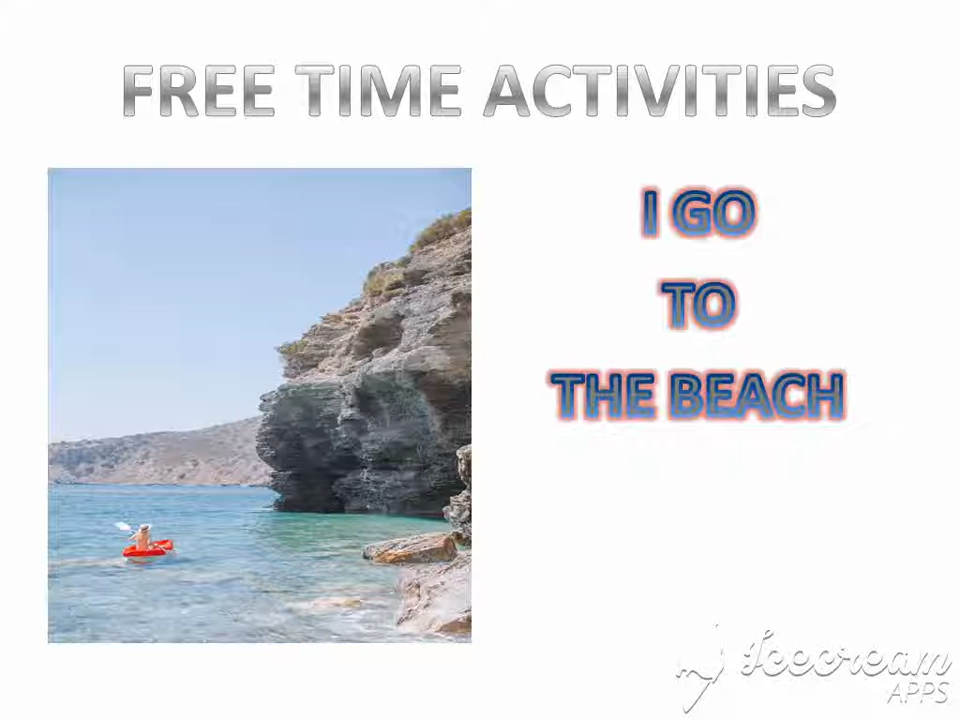 FREE TIME ACTIVITIES
I GO
TO
THE BEACH
Icecream
APPS